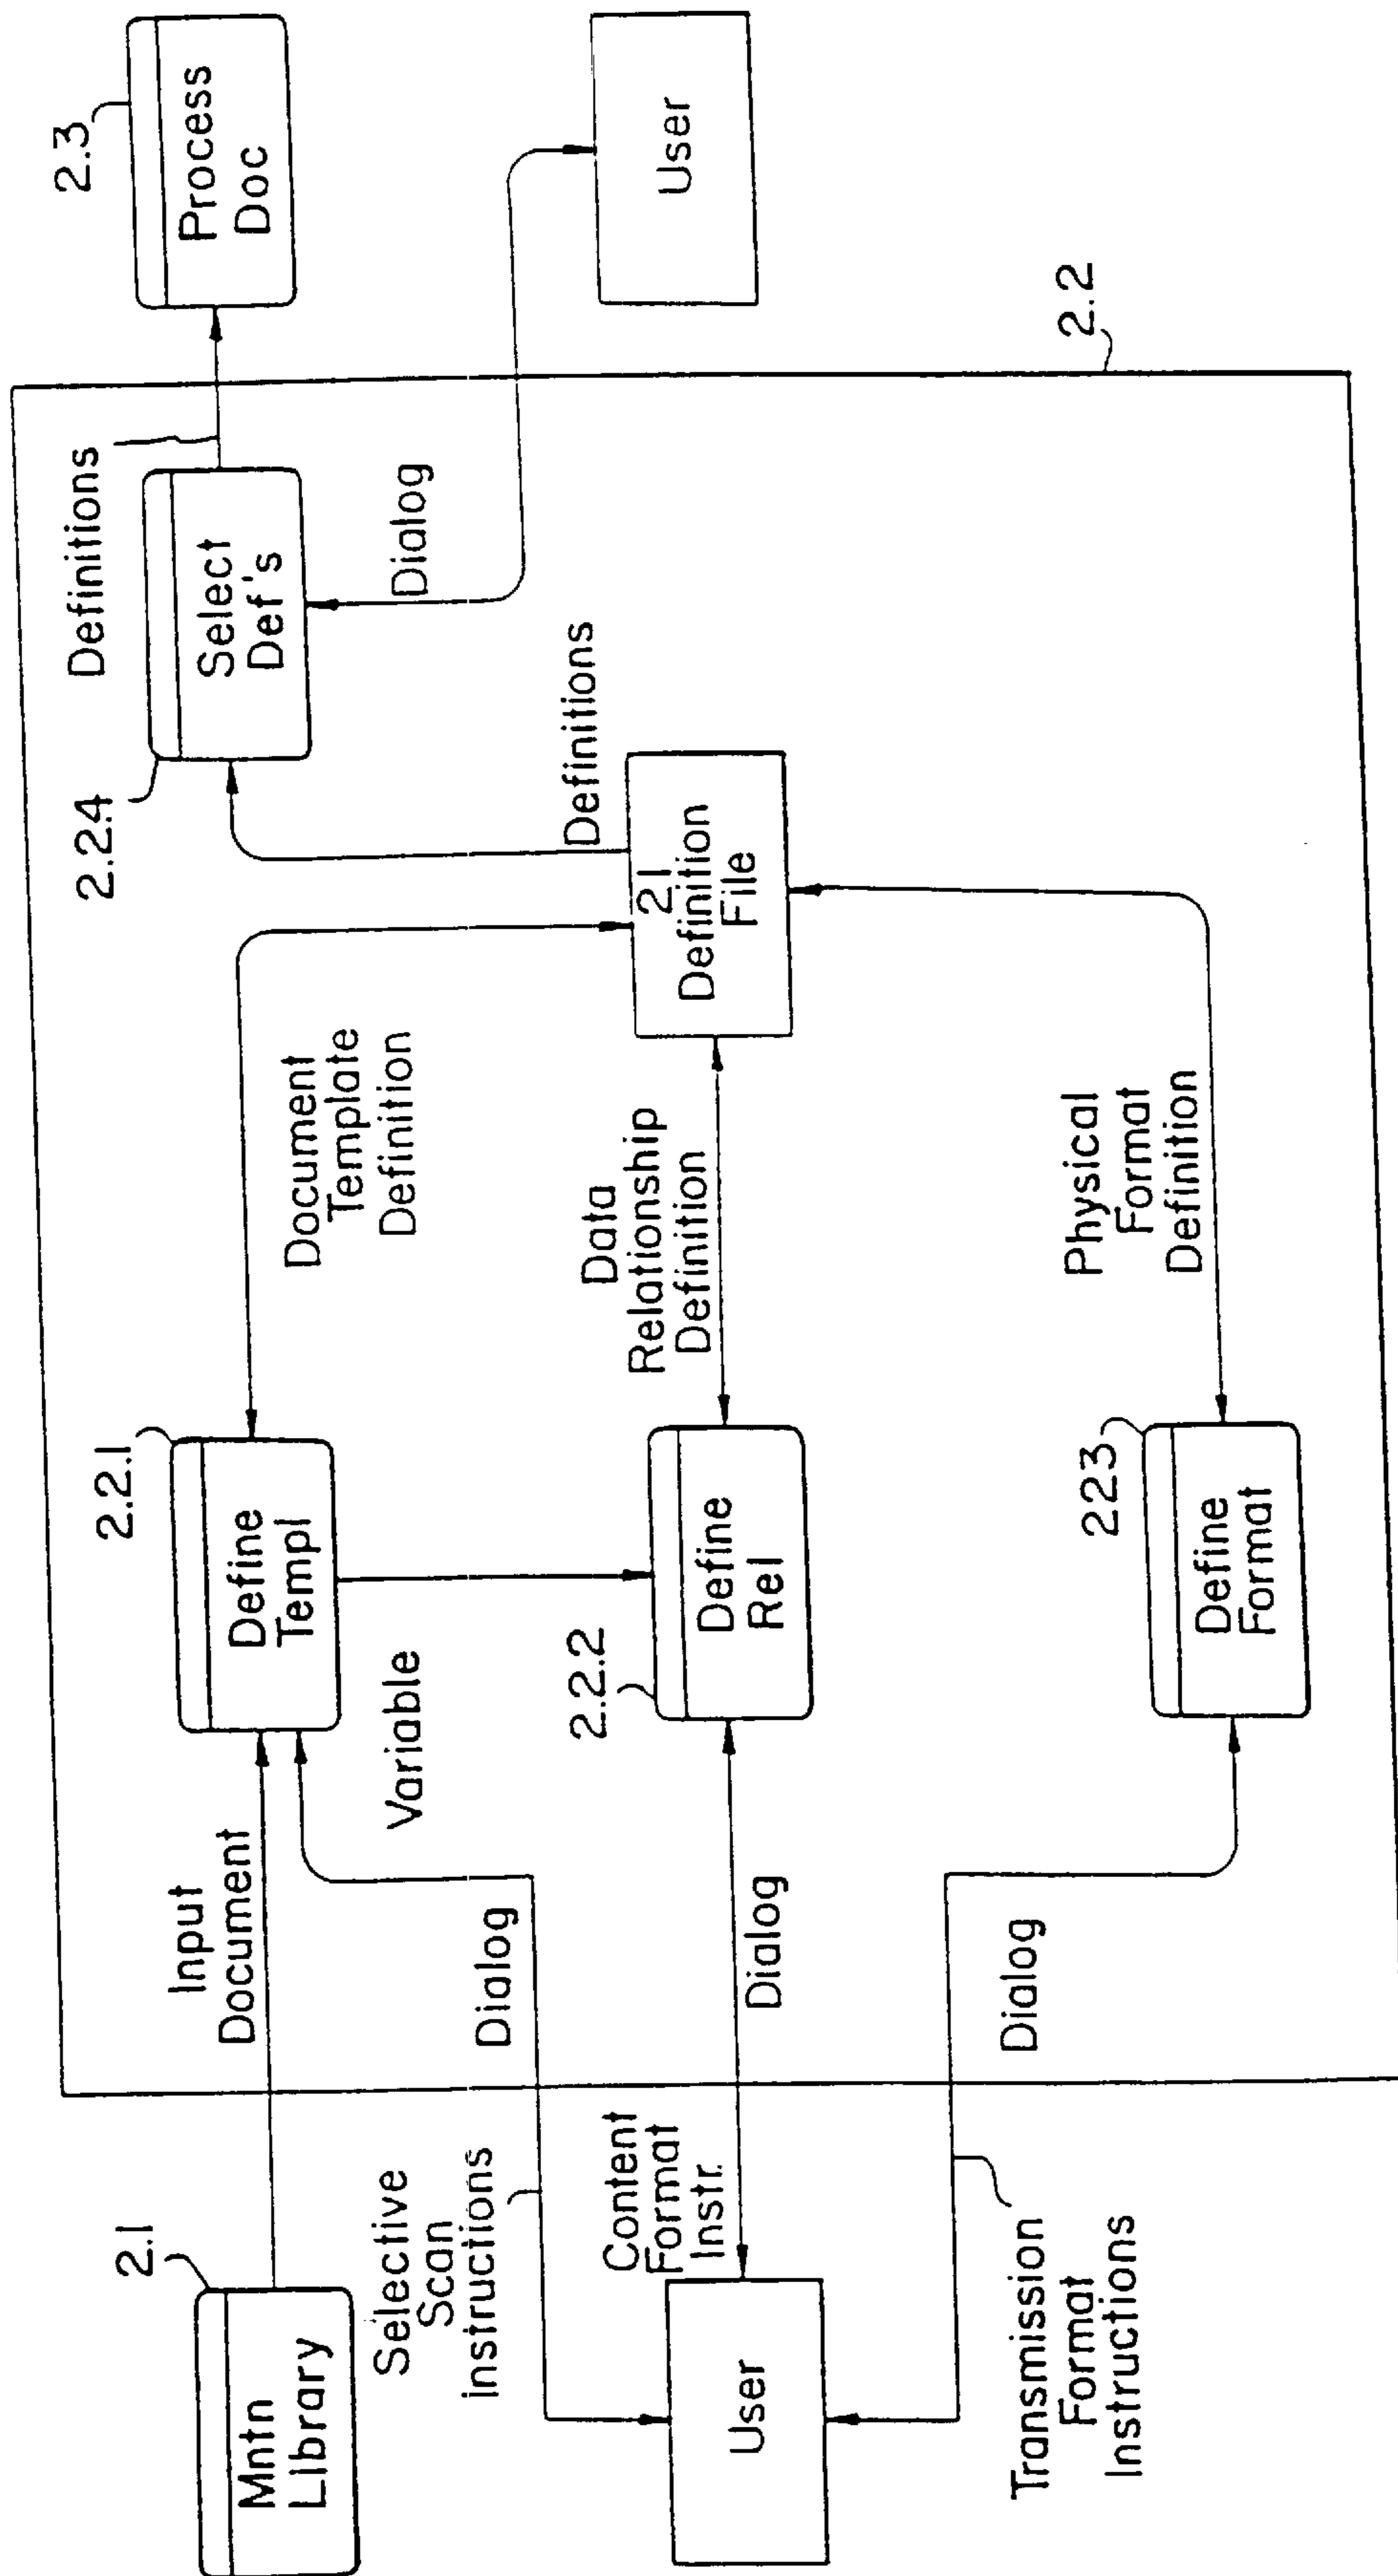 2.1
Mntn
Library
Input
Document
2.2.1
Define
Templ
Document
Template
Definition
2.2.4
Select
Def's
Definitions
2.3
Process
Doc
Selective
Scan
instructions
Dialog
Variable
Definitions
Dialog
User
User
Content
Format
Instr.
Dialog
2.2.2
Define
Rel
Data
Relationship
Definition
21
Definition
File
Transmission
Format
Instructions
Dialog
223
Define
Format
Physical
Format
Definition
2.2